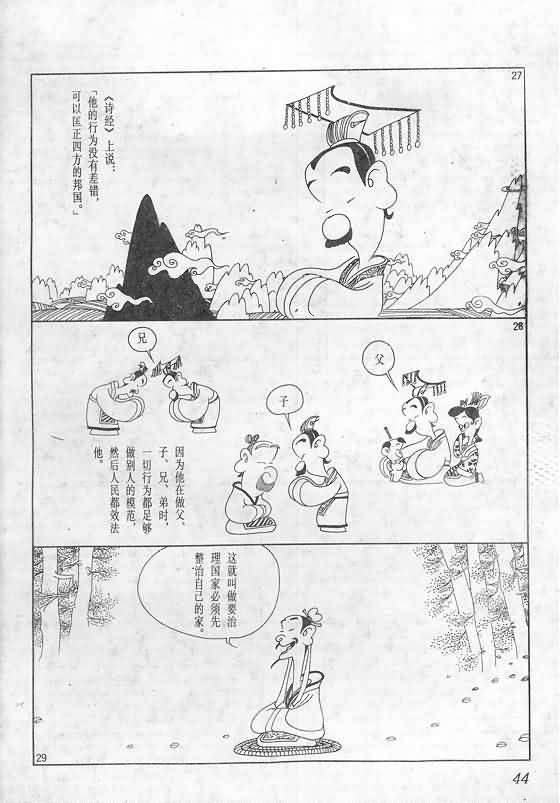 27
《诗经》上说：
「他的行为没有差错，
可以匡正四方的邦国。」
28
父
子
兄
因为他在做父、
子、兄、弟时，
一切行为都足够
做别人的模范，
然后人民都效法
他。
这就叫做要治
理国家必须先
整治自己的家。
29
44